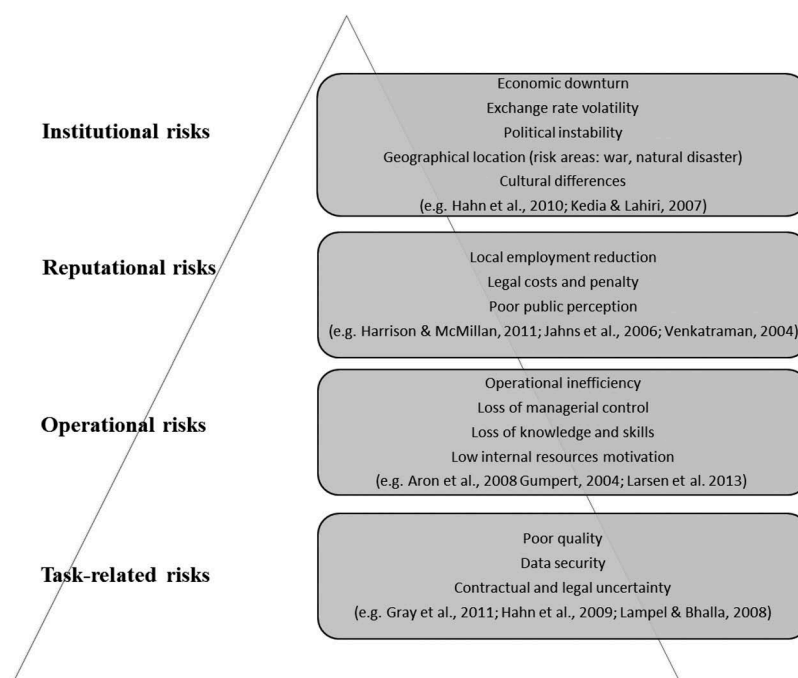 Institutional risks
Economic downturn
Exchange rate volatility
Political instability
Geographical location (risk areas: war, natural disaster)
Cultural differences
(e.g. Hahn et al., 2010; Kedia & Lahiri, 2007)
Reputational risks
Local employment reduction
Legal costs and penalty
Poor public perception
(e.g. Harrison & McMillan, 2011; Jahns et al., 2006; Venkatraman, 2004)
Operational risks
Operational inefficiency
Loss of managerial control
Loss of knowledge and skills
Low internal resources motivation
(e.g. Aron et al., 2008 Gumpert, 2004; Larsen et al. 2013)
Task-related risks
Poor quality
Data security
Contractual and legal uncertainty
(e.g. Gray et al., 2011; Hahn et al., 2009; Lampel & Bhalla, 2008)